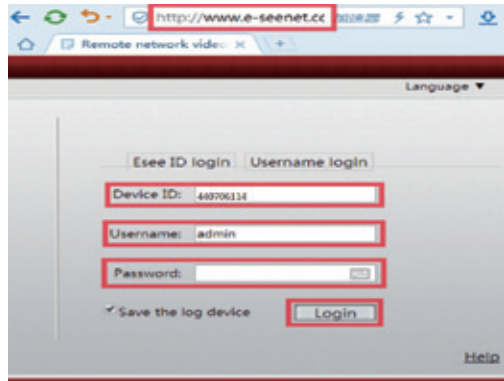 http://www.e-seenet.cc
Remote network video
Language ▼
Esee ID login Username login
Device ID: 440706114
Username: admin
Password:
Save the log device Login
Help